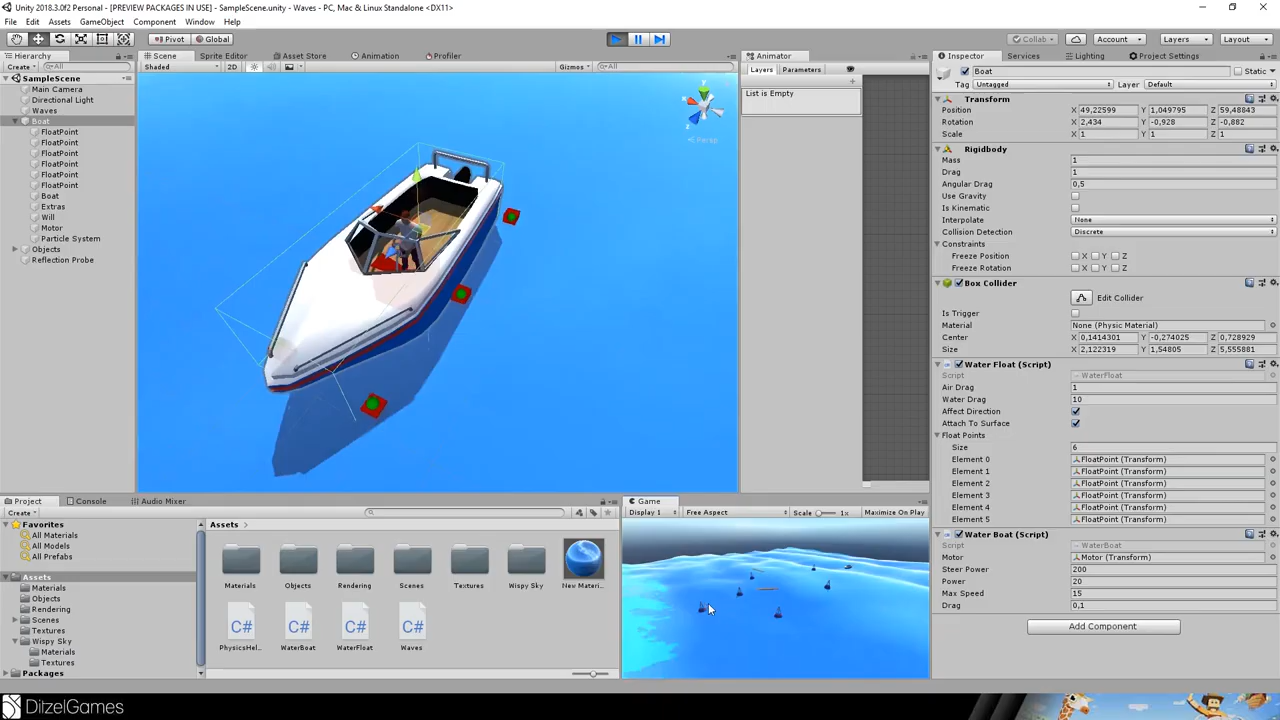 Unity 2018.3.0f2 Personal - [PREVIEW PACKAGES IN USE] - SampleScene.unity - Waves - PC, Mac & Linux Standalone <DX11>
File Edit Assets GameObject Component Window Help
Pivot Global Collab Account Layers Layout
Hierarchy
Create All
SampleScene
Main Camera
Directional Light
Waves
Boat
FloatPoint
FloatPoint
FloatPoint
FloatPoint
FloatPoint
FloatPoint
Boat
Extras
Will
Motor
Particle System
Objects
Reflection Probe
Scene Sprite Editor Asset Store Animation Profiler
Shaded 2D Gizmos All
y
x
z
Persp
Animator
Layers Parameters
List is Empty
Inspector Services Lighting Project Settings
Boat Static
Tag Untagged Layer Default
Transform
Position X 49,22599 Y 1,049795 Z 59,48843
Rotation X 2,434 Y -0,928 Z -0,882
Scale X 1 Y 1 Z 1
Rigidbody
Mass 1
Drag 1
Angular Drag 0,5
Use Gravity
Is Kinematic
Interpolate None
Collision Detection Discrete
Constraints
Freeze Position X Y Z
Freeze Rotation X Y Z
Box Collider
Edit Collider
Is Trigger
Material None (Physic Material)
Center X 0,1414301 Y -0,274025 Z 0,728929
Size X 2,122319 Y 1,54805 Z 5,555881
Water Float (Script)
Script WaterFloat
Air Drag 1
Water Drag 10
Affect Direction
Attach To Surface
Float Points
Size 6
Element 0 FloatPoint (Transform)
Element 1 FloatPoint (Transform)
Element 2 FloatPoint (Transform)
Element 3 FloatPoint (Transform)
Element 4 FloatPoint (Transform)
Element 5 FloatPoint (Transform)
Water Boat (Script)
Script WaterBoat
Motor Motor (Transform)
Steer Power 200
Power 20
Max Speed 15
Drag 0,1
Add Component
Project Console Audio Mixer
Create
Favorites
All Materials
All Models
All Prefabs
Assets
Materials
Objects
Rendering
Scenes
Textures
Wispy Sky
Materials
Textures
Packages
Assets
Materials Objects Rendering Scenes Textures Wispy Sky New Materi...
C# C# C# C#
PhysicsHel... WaterBoat WaterFloat Waves
Game
Display 1 Free Aspect Scale 1x Maximize On Play
DitzelGames